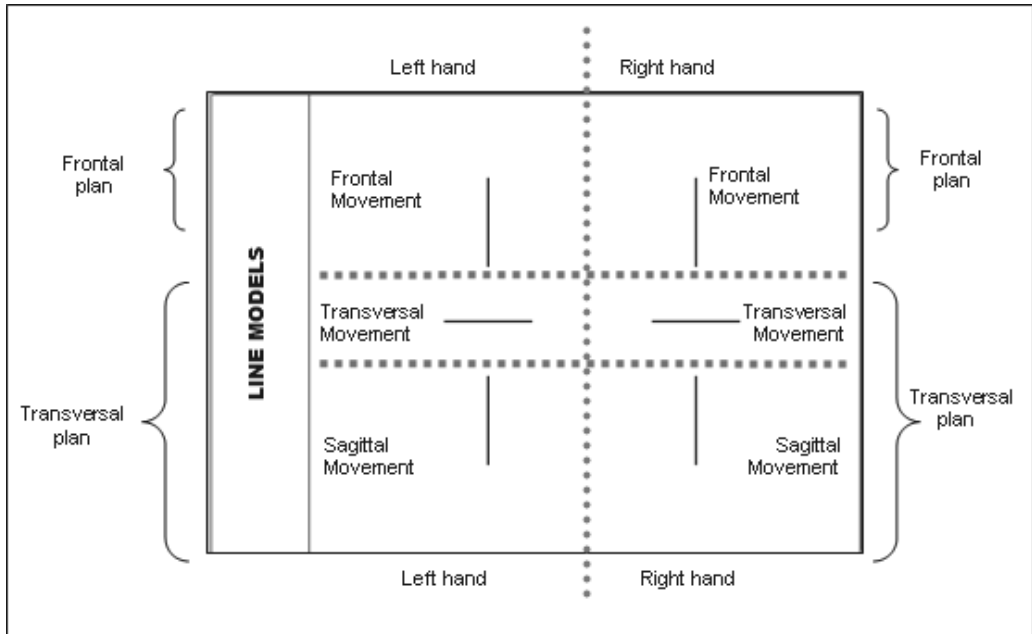 Left hand
Right hand
Frontal
plan
Frontal
Movement
Frontal
Movement
Frontal
plan
LINE MODELS
Transversal
Movement
Transversal
Movement
Transversal
plan
Transversal
plan
Sagittal
Movement
Sagittal
Movement
Left hand
Right hand